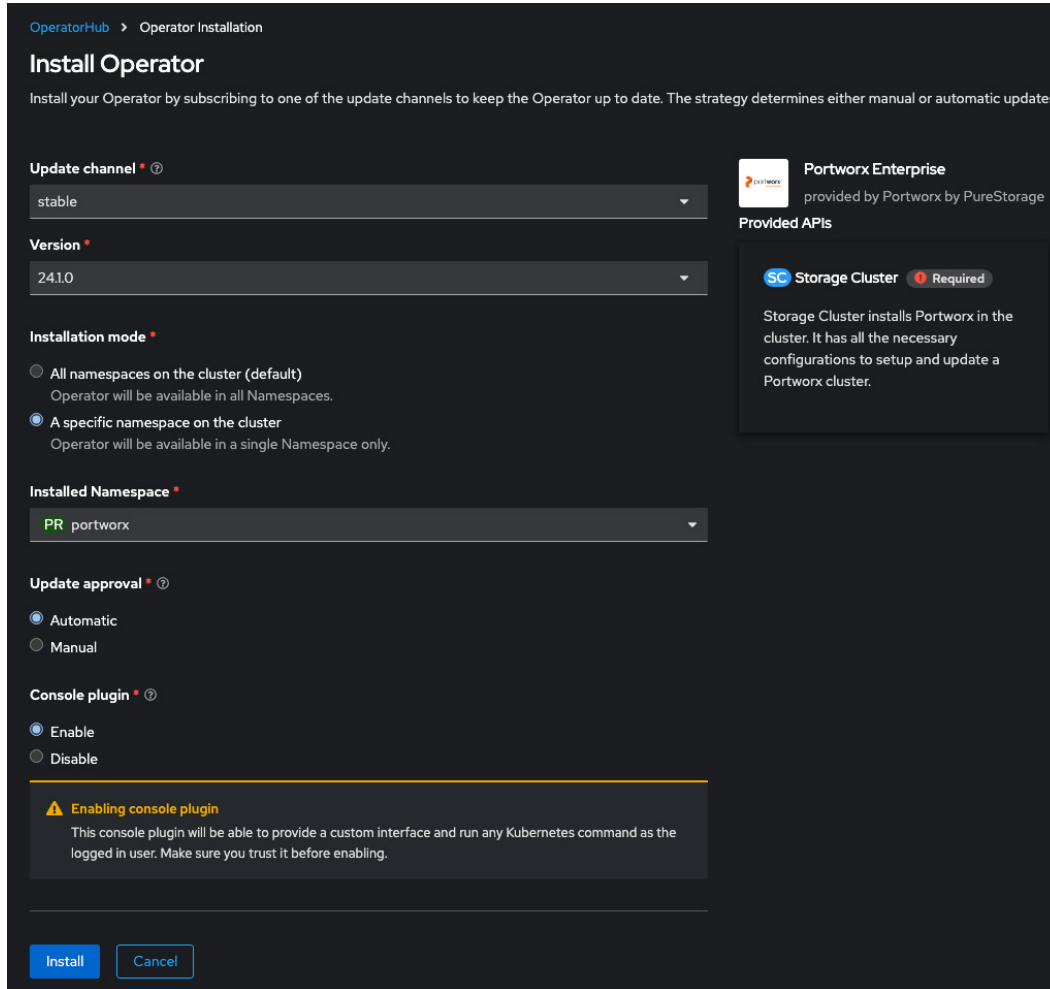 OperatorHub > Operator Installation
Install Operator
Install your Operator by subscribing to one of the update channels to keep the Operator up to date. The strategy determines either manual or automatic update
Update channel *
stable
Version *
24.1.0
Installation mode *
All namespaces on the cluster (default)
Operator will be available in all Namespaces.
A specific namespace on the cluster
Operator will be available in a single Namespace only.
Installed Namespace *
PR portworx
Update approval *
Automatic
Manual
Console plugin *
Enable
Disable
Enabling console plugin
This console plugin will be able to provide a custom interface and run any Kubernetes command as the
logged in user. Make sure you trust it before enabling.
Install Cancel
portworx
Portworx Enterprise
provided by Portworx by PureStorage
Provided APIs
SC Storage Cluster Required
Storage Cluster installs Portworx in the
cluster. It has all the necessary
configurations to setup and update a
Portworx cluster.